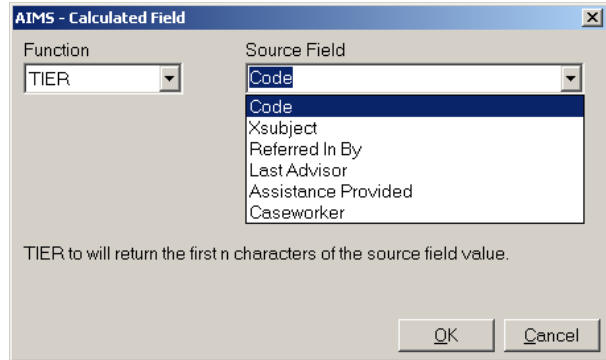 AIMS - Calculated Field
Function
Source Field
TIER
Code
Code
Xsubject
Referred In By
Last Advisor
Assistance Provided
Caseworker
TIER to will return the first n characters of the source field value.
OK
Cancel